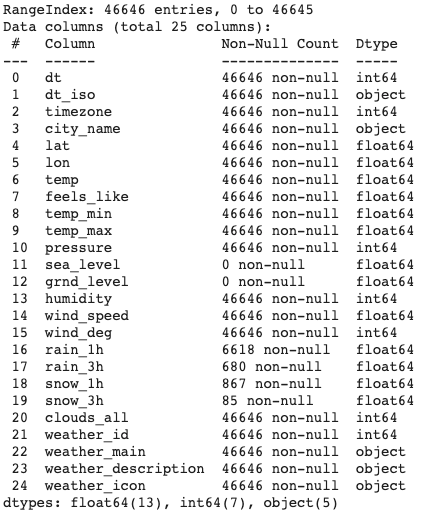 RangeIndex: 46646 entries, 0 to 46645
Data columns (total 25 columns):
 #   Column               Non-Null Count  Dtype
---  ------               --------------  -----
 0   dt                   46646 non-null  int64
 1   dt_iso               46646 non-null  object
 2   timezone             46646 non-null  int64
 3   city_name            46646 non-null  object
 4   lat                  46646 non-null  float64
 5   lon                  46646 non-null  float64
 6   temp                 46646 non-null  float64
 7   feels_like           46646 non-null  float64
 8   temp_min             46646 non-null  float64
 9   temp_max             46646 non-null  float64
 10  pressure             46646 non-null  int64
 11  sea_level            0 non-null      float64
 12  grnd_level           0 non-null      float64
 13  humidity             46646 non-null  int64
 14  wind_speed           46646 non-null  float64
 15  wind_deg             46646 non-null  int64
 16  rain_1h              6618 non-null   float64
 17  rain_3h              680 non-null    float64
 18  snow_1h              867 non-null    float64
 19  snow_3h              85 non-null     float64
 20  clouds_all           46646 non-null  int64
 21  weather_id           46646 non-null  int64
 22  weather_main         46646 non-null  object
 23  weather_description  46646 non-null  object
 24  weather_icon         46646 non-null  object
dtypes: float64(13), int64(7), object(5)